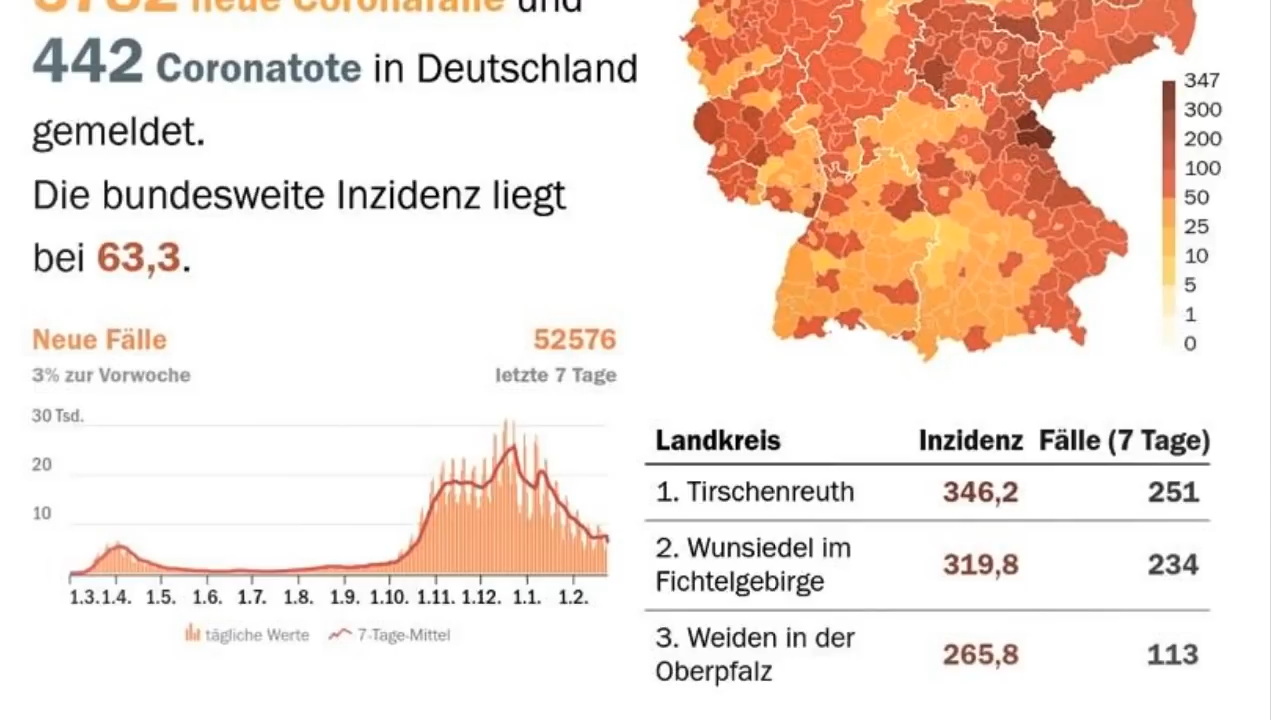 neue Coronafälle und
442 Coronatote in Deutschland
gemeldet.
Die bundesweite Inzidenz liegt
bei 63,3.
Neue Fälle
52576
3% zur Vorwoche
letzte 7 Tage
30 Tsd.
20
10
1.3.1.4. 1.5. 1.6. 1.7. 1.8. 1.9. 1.10. 1.11. 1.12. 1.1. 1.2.
tägliche Werte 7-Tage-Mittel
347
300
200
100
50
25
10
5
1
0
Landkreis Inzidenz Fälle (7 Tage)
1. Tirschenreuth 346,2 251
2. Wunsiedel im
Fichtelgebirge
319,8 234
3. Weiden in der
Oberpfalz
265,8 113